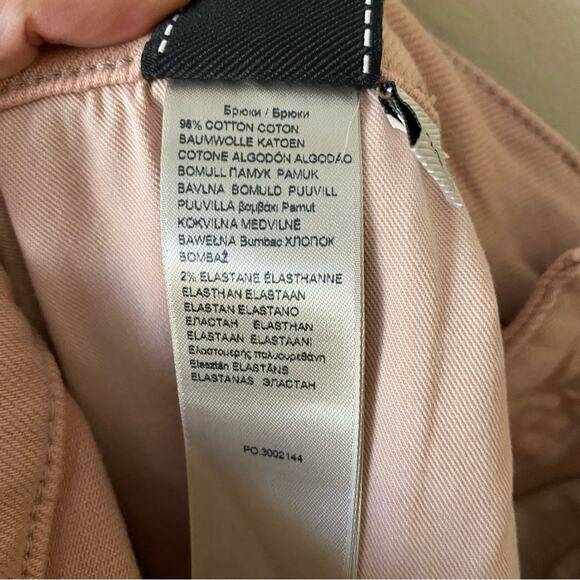 Брюки / Брюки
98% COTTON COTON
BAUMWOLLE KATOEN
COTONE ALGODÓN ALGODÃO
BOMULL ПАМУК PAMUK
BAVLNA BOMULD PUUVILL
PUUVILLA βαμβάκι Pamut
KOKVILNA MEDVILNĖ
BAWEŁNA Bumbac ХЛОПОК
BOMBAŽ
2% ELASTANE ÉLASTHANNE
ELASTHAN ELASTAAN
ELASTAN ELASTANO
ЕЛАСТАН ELASTHAN
ELASTAAN ELASTAANI
Ελαστομερής πολυουρεθάνη
Elasztán ELASTĀNS
ELASTANAS ЭЛАСТАН
PO.3002144